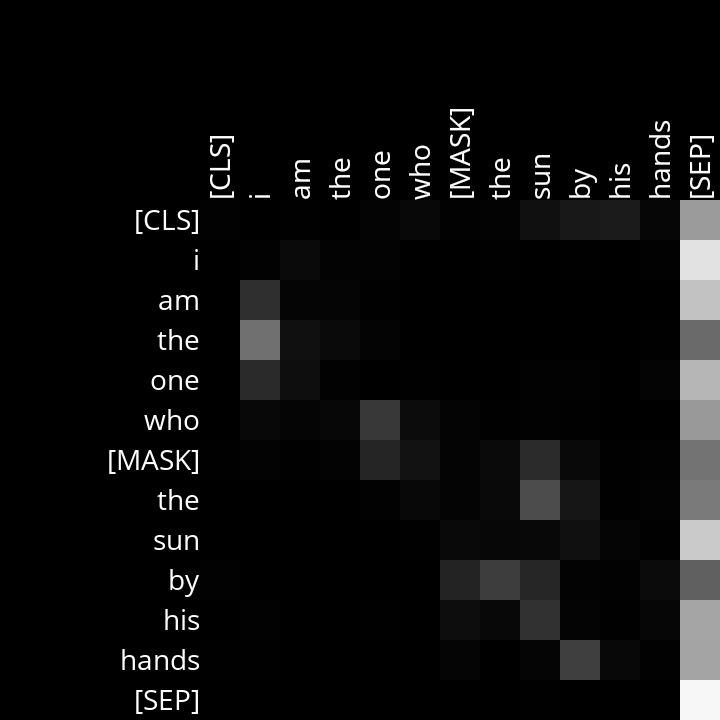 [CLS] i am the one who [MASK] the sun by his hands [SEP]
[CLS]
i
am
the
one
who
[MASK]
the
sun
by
his
hands
[SEP]